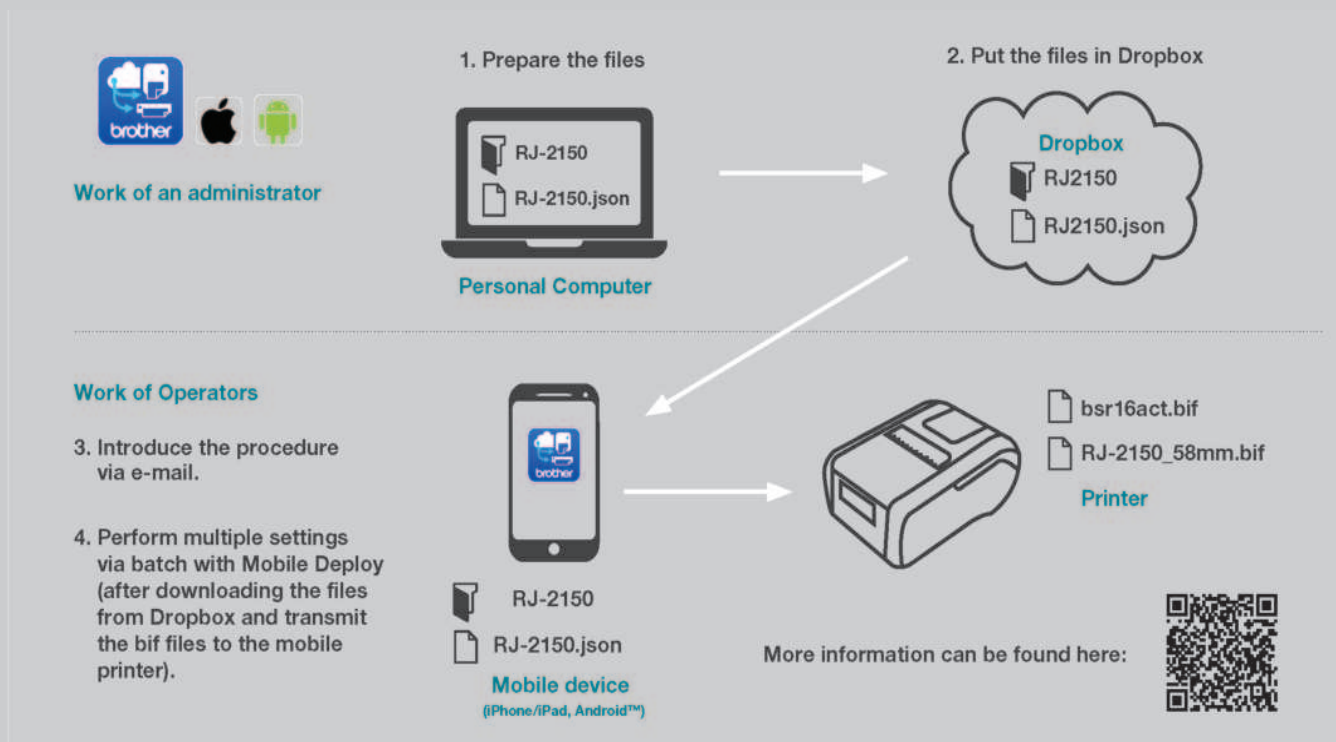 brother
Work of an administrator
1. Prepare the files
RJ-2150
RJ-2150.json
Personal Computer
2. Put the files in Dropbox
Dropbox
RJ2150
RJ2150.json
Work of Operators
3. Introduce the procedure
via e-mail.
4. Perform multiple settings
via batch with Mobile Deploy
(after downloading the files
from Dropbox and transmit
the bif files to the mobile
printer).
brother
RJ-2150
RJ-2150.json
Mobile device
(iPhone/iPad, Android™)
bsr16act.bif
RJ-2150_58mm.bif
Printer
More information can be found here: